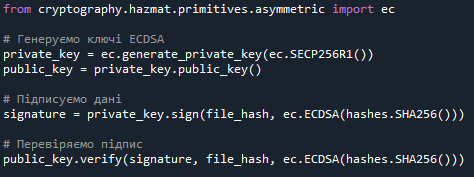 from cryptography.hazmat.primitives.asymmetric import ec
# Генеруємо ключі ECDSA
private_key = ec.generate_private_key(ec.SECP256R1())
public_key = private_key.public_key()
# Підписуємо дані
signature = private_key.sign(file_hash, ec.ECDSA(hashes.SHA256()))
# Перевіряємо підпис
public_key.verify(signature, file_hash, ec.ECDSA(hashes.SHA256()))